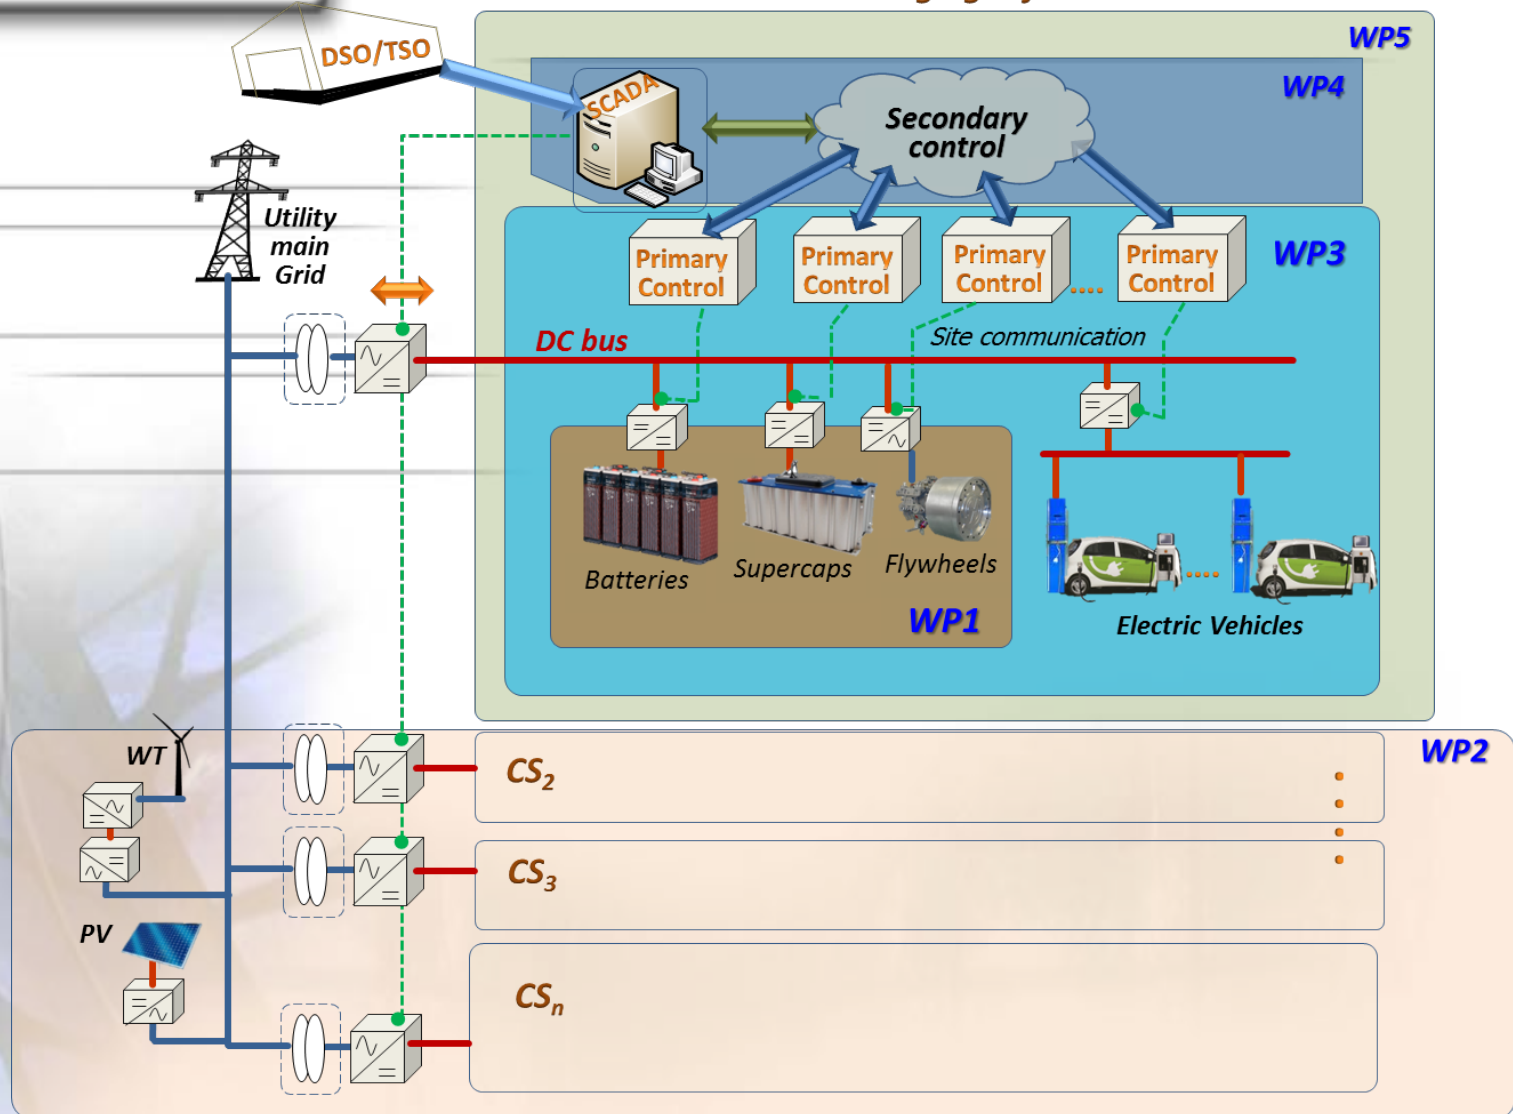 WP5
DSO/TSO
WP4
SCADA
Secondary
control
Utility
main
Grid
Primary
Control
Primary
Control
Primary
Control
....
Primary
Control
WP3
DC bus
Site communication
Batteries
Supercaps
Flywheels
WP1
....
Electric Vehicles
WT
CS2
WP2
CS3
PV
CSn